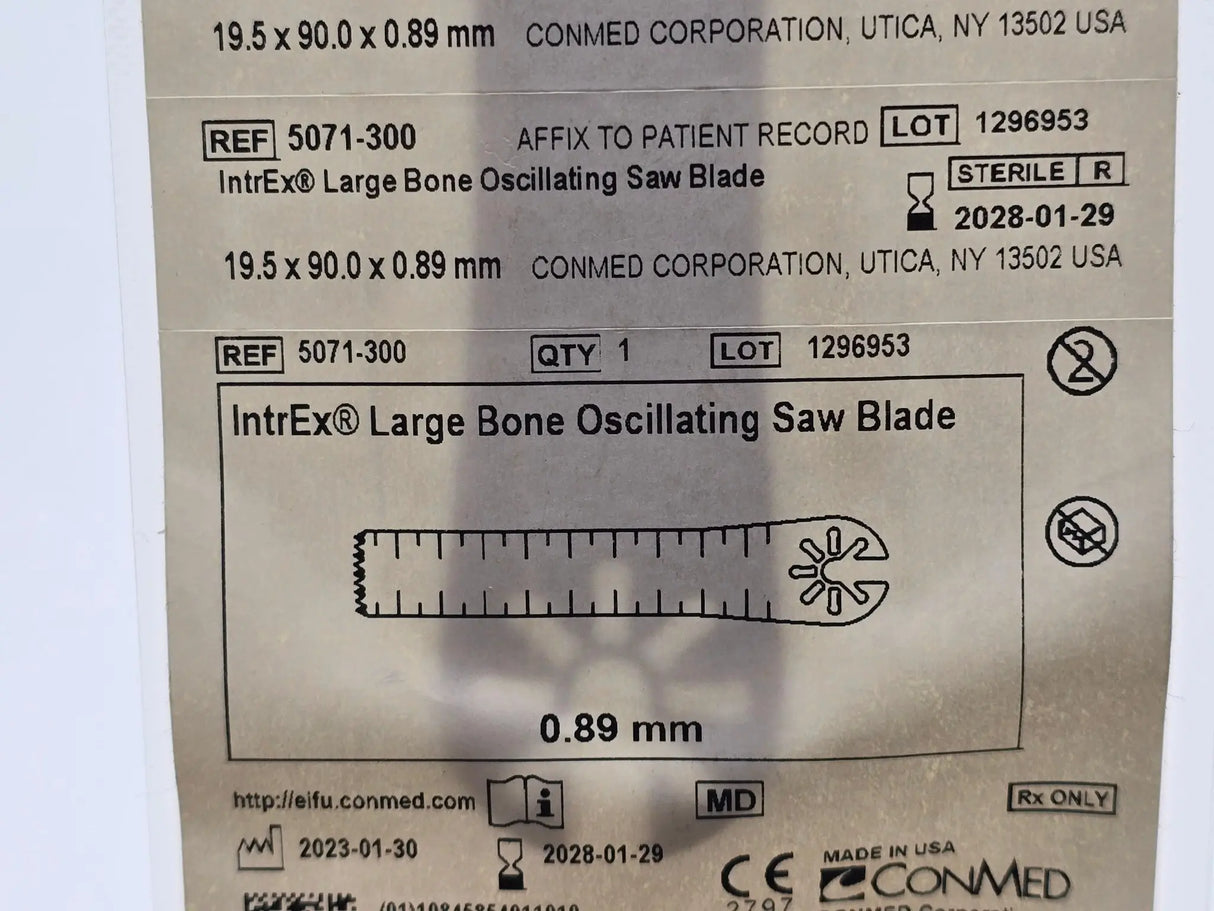 19.5 x 90.0 x 0.89 mm CONMED CORPORATION, UTICA, NY 13502 USA
REF 5071-300 AFFIX TO PATIENT RECORD LOT 1296953
IntrEx® Large Bone Oscillating Saw Blade STERILE R
2028-01-29
19.5 x 90.0 x 0.89 mm CONMED CORPORATION, UTICA, NY 13502 USA
REF 5071-300 QTY 1 LOT 1296953
2
IntrEx® Large Bone Oscillating Saw Blade
0.89 mm
http://eifu.conmed.com i MD Rx ONLY
2023-01-30 2028-01-29 CE MADE IN USA
CONMED
2797